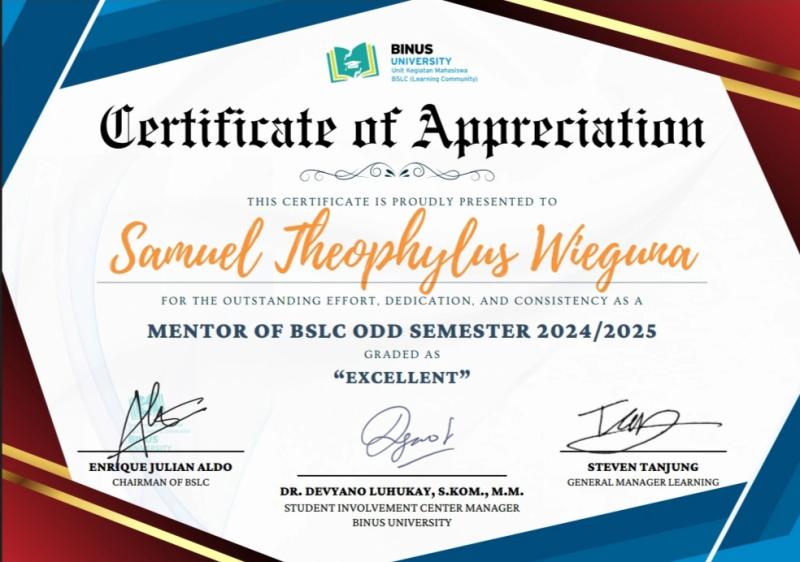 BINUS
UNIVERSITY
Unit Kegiatan Mahasiswa
BSLC (Learning Community)
Certificate of Appreciation
THIS CERTIFICATE IS PROUDLY PRESENTED TO
Samuel Theophylus Wieguna
FOR THE OUTSTANDING EFFORT, DEDICATION, AND CONSISTENCY AS A
MENTOR OF BSLC ODD SEMESTER 2024/2025
GRADED AS
“EXCELLENT”
BINUS
UNIVERSITY
ENRIQUE JULIAN ALDO
CHAIRMAN OF BSLC
DR. DEVYANO LUHUKAY, S.KOM., M.M.
STUDENT INVOLVEMENT CENTER MANAGER
BINUS UNIVERSITY
STEVEN TANJUNG
GENERAL MANAGER LEARNING